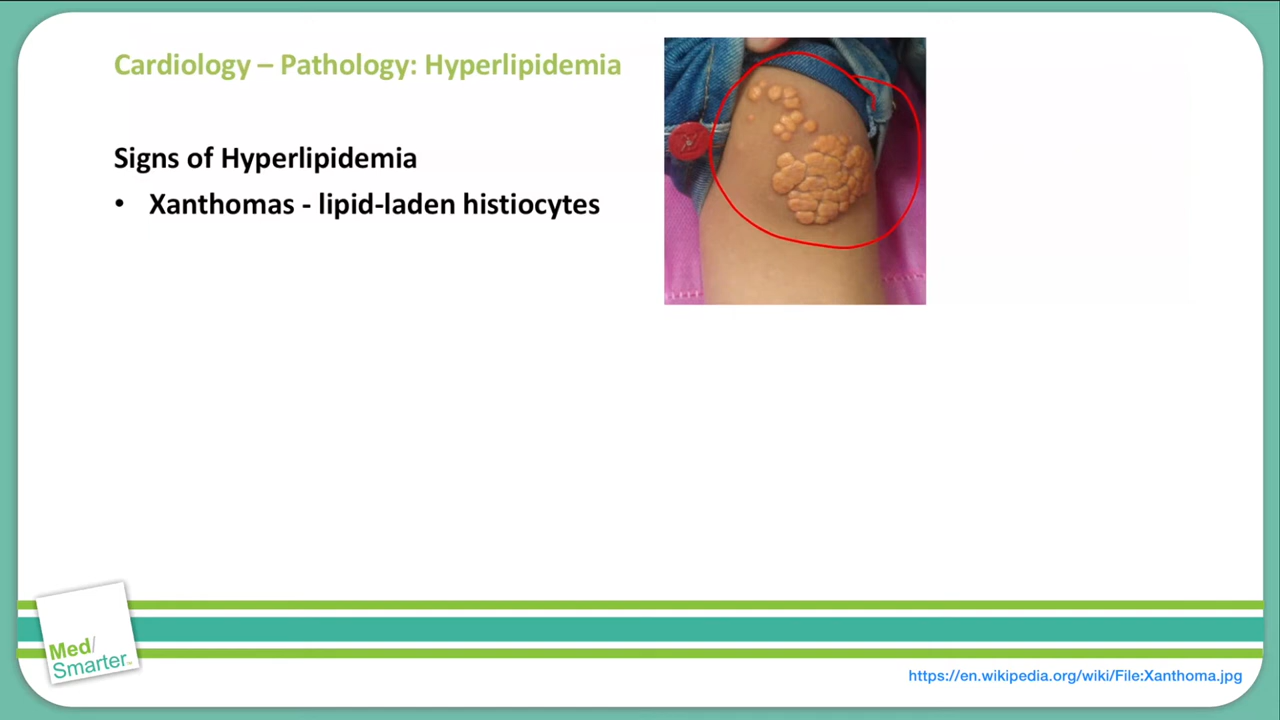 Cardiology – Pathology: Hyperlipidemia
Signs of Hyperlipidemia
• Xanthomas - lipid-laden histiocytes
Med/
Smarter™
https://en.wikipedia.org/wiki/File:Xanthoma.jpg